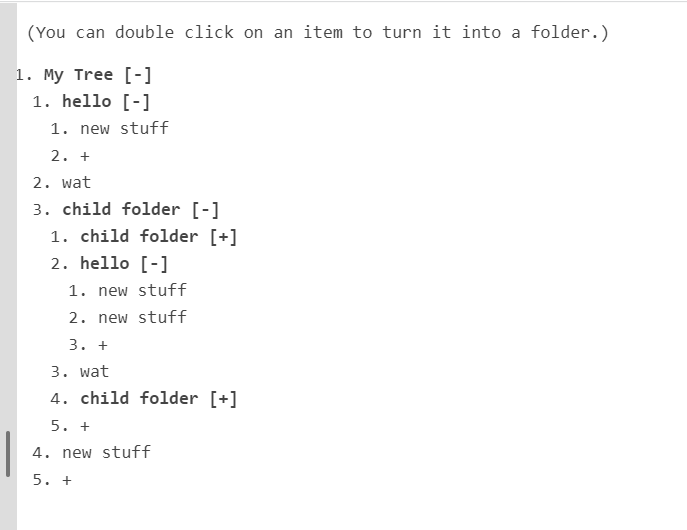 (You can double click on an item to turn it into a folder.)
1. My Tree [-]
1. hello [-]
1. new stuff
2. +
2. wat
3. child folder [-]
1. child folder [+]
2. hello [-]
1. new stuff
2. new stuff
3. +
3. wat
4. child folder [+]
5. +
4. new stuff
5. +